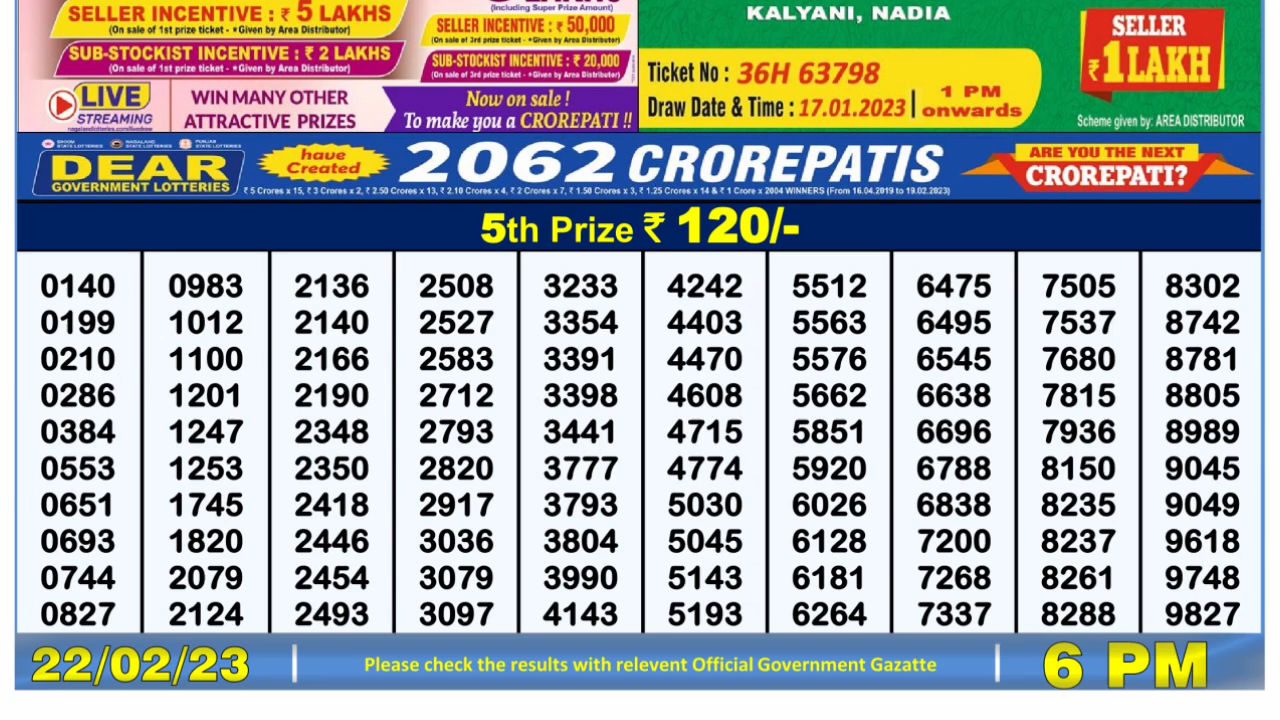 SELLER INCENTIVE : ₹ 5 LAKHS
(On sale of 1st prize ticket - *Given by Area Distributor)
SUB-STOCKIST INCENTIVE : ₹ 2 LAKHS
(On sale of 1st prize ticket - *Given by Area Distributor)
(Including Super Prize Amount)
SELLER INCENTIVE : ₹ 50,000
(On sale of 3rd prize ticket - *Given by Area Distributor)
SUB-STOCKIST INCENTIVE : ₹ 20,000
(On sale of 3rd prize ticket - *Given by Area Distributor)
LIVE
STREAMING
nagalandlotteries.com/livedraw
WIN MANY OTHER
ATTRACTIVE PRIZES
Now on sale !
To make you a CROREPATI !!
KALYANI, NADIA
Ticket No : 36H 63798
Draw Date & Time : 17.01.2023 | 1 PM onwards
SELLER
₹1 LAKH
Scheme given by: AREA DISTRIBUTOR
SIKKIM STATE LOTTERIES NAGALAND STATE LOTTERIES PUNJAB STATE LOTTERIES
DEAR
GOVERNMENT LOTTERIES
have
Created
2062 CROREPATIS
₹ 5 Crores x 15, ₹ 3 Crores x 2, ₹ 2.50 Crores x 13, ₹ 2.10 Crores x 4, ₹ 2 Crores x 7, ₹ 1.50 Crores x 3, ₹ 1.25 Crores x 14 & ₹ 1 Crore x 2004 WINNERS (From 16.04.2019 to 19.02.2023)
ARE YOU THE NEXT
CROREPATI?
5th Prize ₹ 120/-
0140 0983 2136 2508 3233 4242 5512 6475 7505 8302
0199 1012 2140 2527 3354 4403 5563 6495 7537 8742
0210 1100 2166 2583 3391 4470 5576 6545 7680 8781
0286 1201 2190 2712 3398 4608 5662 6638 7815 8805
0384 1247 2348 2793 3441 4715 5851 6696 7936 8989
0553 1253 2350 2820 3777 4774 5920 6788 8150 9045
0651 1745 2418 2917 3793 5030 6026 6838 8235 9049
0693 1820 2446 3036 3804 5045 6128 7200 8237 9618
0744 2079 2454 3079 3990 5143 6181 7268 8261 9748
0827 2124 2493 3097 4143 5193 6264 7337 8288 9827
22/02/23 | Please check the results with relevent Official Government Gazatte | 6 PM